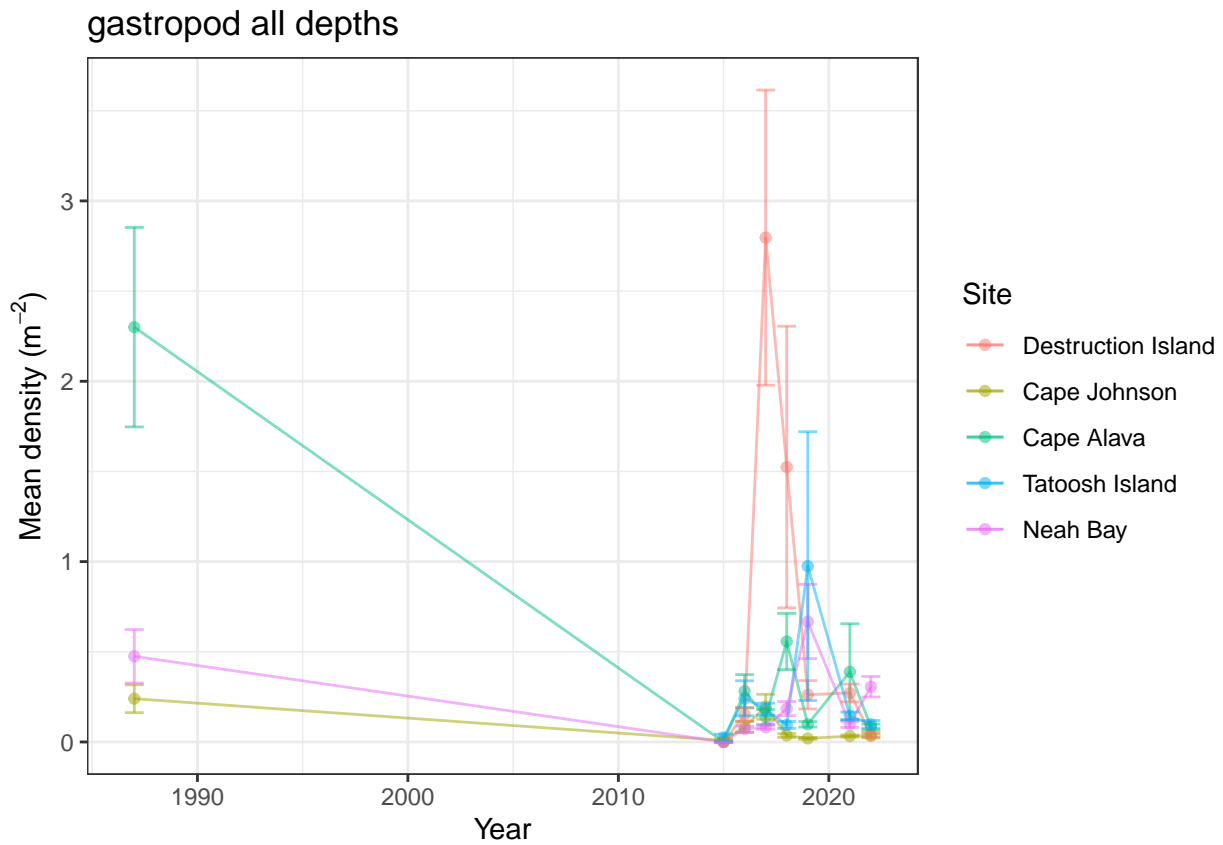 gastropod all depths
3
2
1
0
Mean density (m⁻²)
1990
2000
2010
2020
Year
Site
Destruction Island
Cape Johnson
Cape Alava
Tatoosh Island
Neah Bay